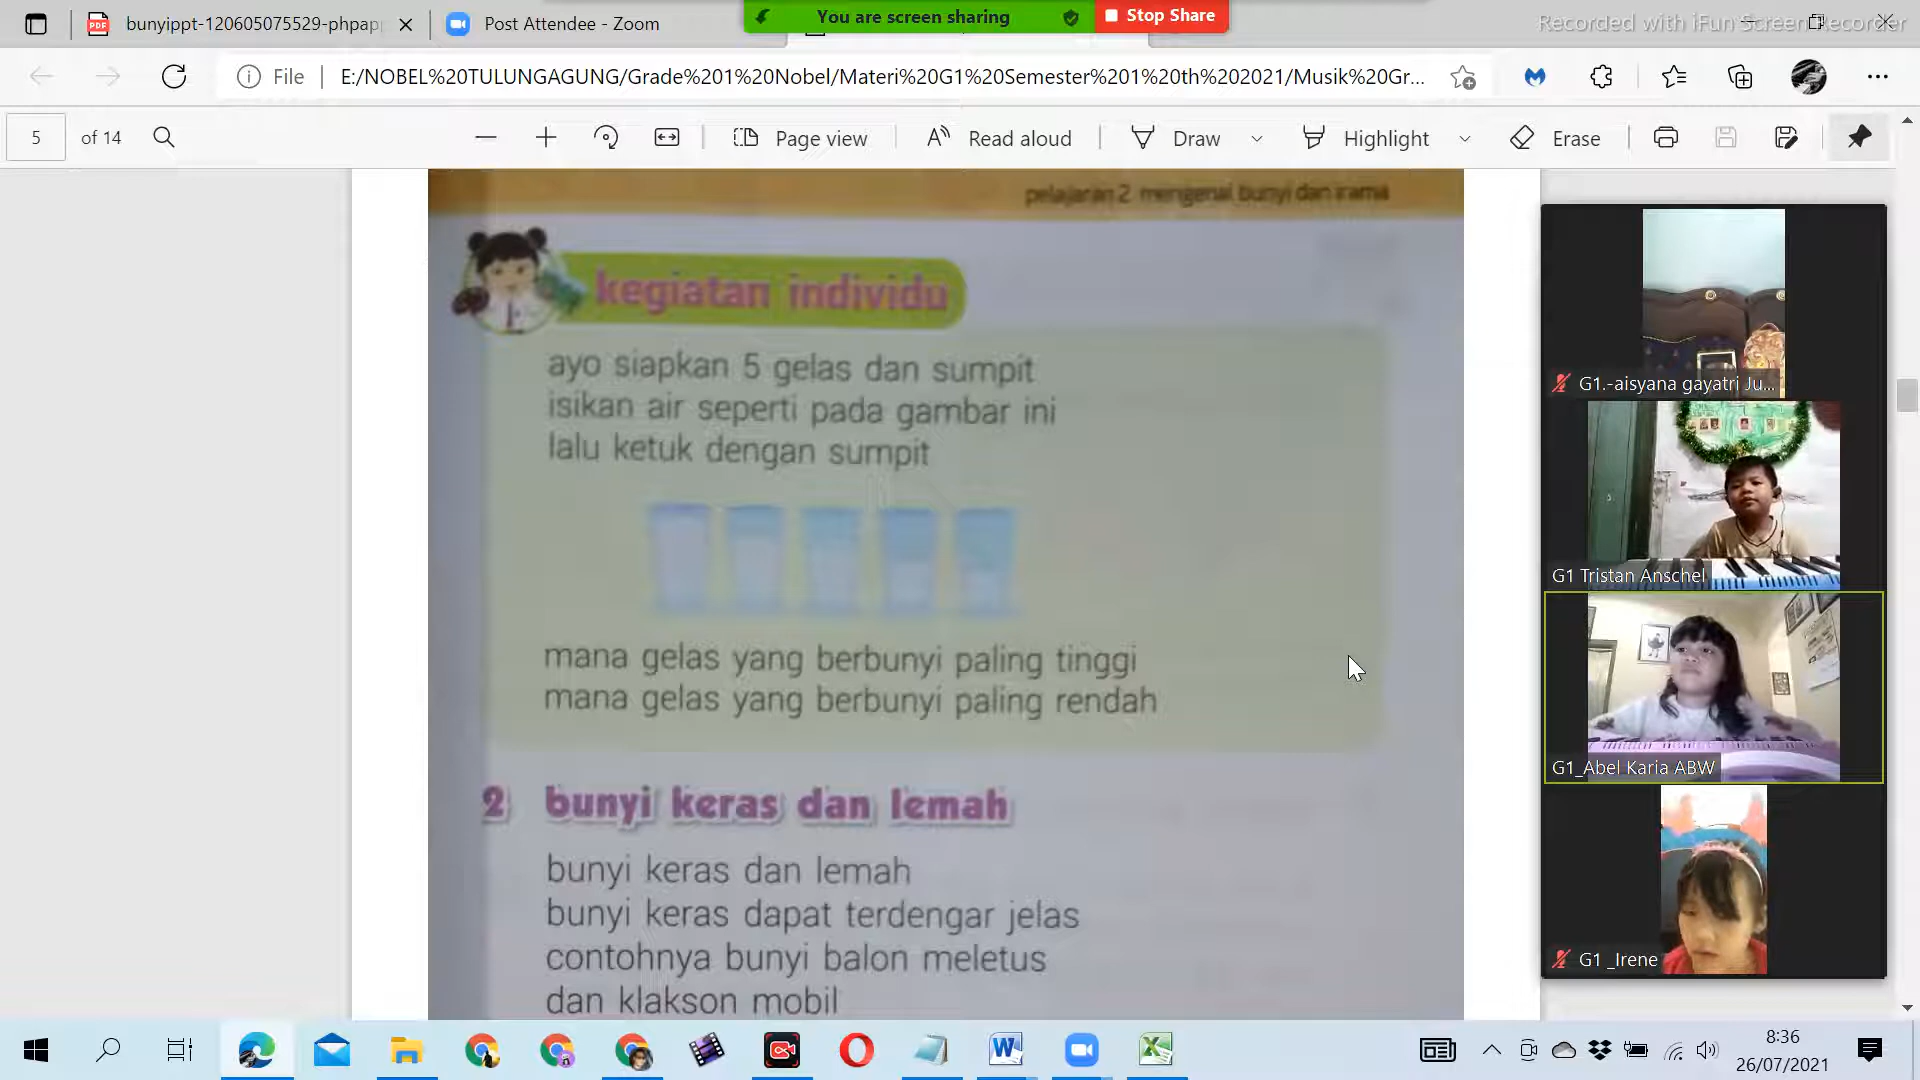 bunyippt-120605075529-phpapp
Post Attendee - Zoom
You are screen sharing
Stop Share
Recorded with iFun Screen Recorder
File
E:/NOBEL%20TULUNGAGUNG/Grade%201%20Nobel/Materi%20G1%20Semester%201%20th%202021/Musik%20Gr...
5 of 14
Page view
Read aloud
Draw
Highlight
Erase
pelajaran 2 mengenal bunyi dan irama
kegiatan individu
ayo siapkan 5 gelas dan sumpit
isikan air seperti pada gambar ini
lalu ketuk dengan sumpit
mana gelas yang berbunyi paling tinggi
mana gelas yang berbunyi paling rendah
2 bunyi keras dan lemah
bunyi keras dan lemah
bunyi keras dapat terdengar jelas
contohnya bunyi balon meletus
dan klakson mobil
G1.-aisyana gayatri Ju...
G1 Tristan Anschel
G1_Abel Karia ABW
G1 _Irene
8:36
26/07/2021